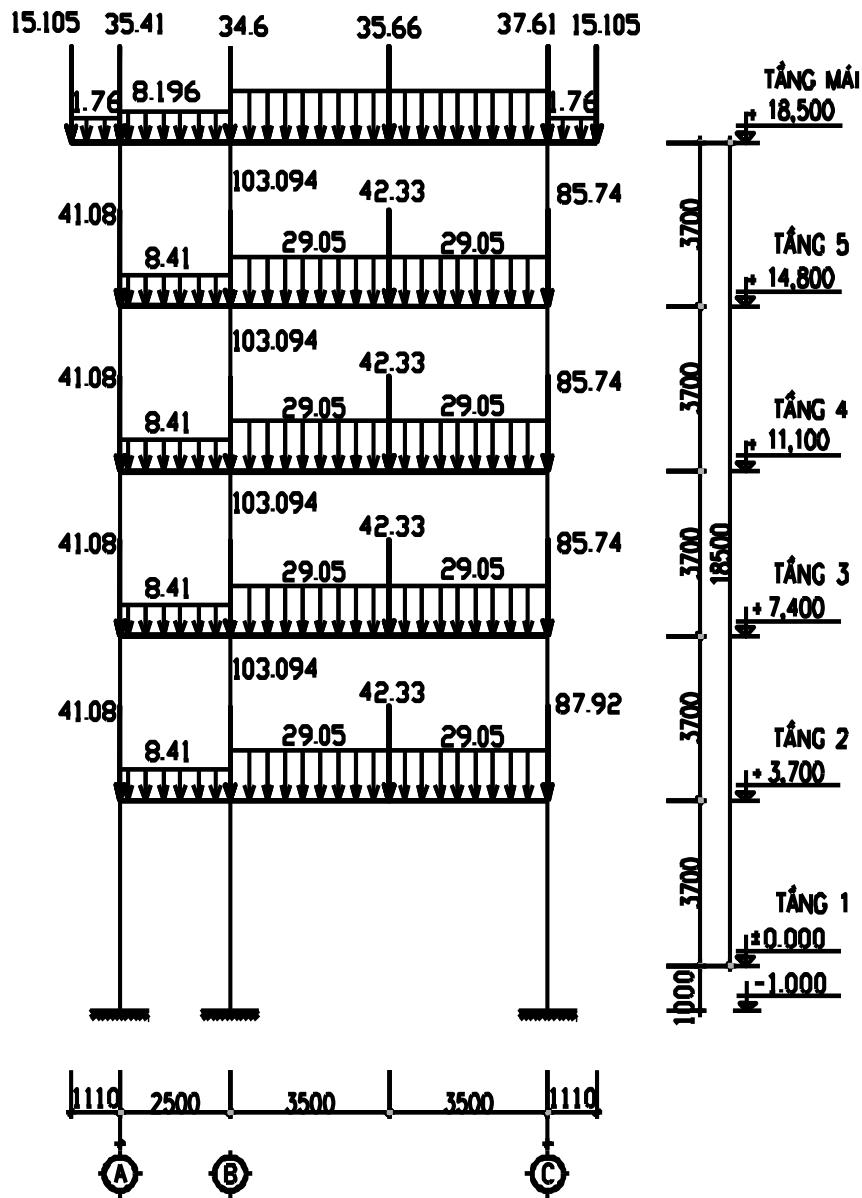 15.105 35.41 34.6 35.66 37.61 15.105
1.76 8.196 1.76
TẦNG MÁI
+ 18,500
41.08 103.094 42.33 85.74
8.41 29.05 29.05
3700
TẦNG 5
+ 14,800
41.08 103.094 42.33 85.74
8.41 29.05 29.05
3700
TẦNG 4
+ 11,100
41.08 103.094 42.33 85.74
8.41 29.05 29.05
3700
18500
TẦNG 3
+ 7,400
41.08 103.094 42.33 87.92
8.41 29.05 29.05
3700
TẦNG 2
+ 3,700
3700
TẦNG 1
±0.000
1000
-1.000
1110 2500 3500 3500 1110
A B C